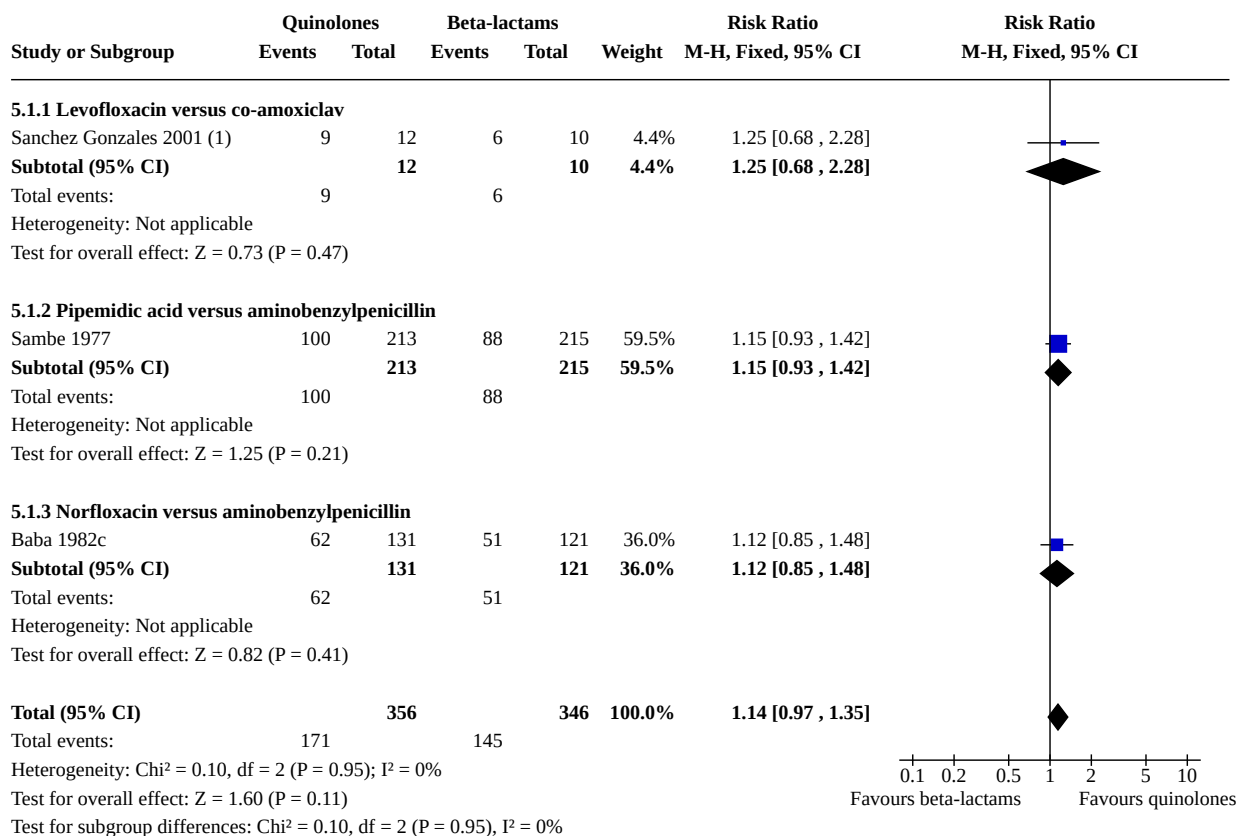 Quinolones Beta-lactams Risk Ratio Risk Ratio
Study or Subgroup Events Total Events Total Weight M-H, Fixed, 95% CI M-H, Fixed, 95% CI
5.1.1 Levofloxacin versus co-amoxiclav
Sanchez Gonzales 2001 (1) 9 12 6 10 4.4% 1.25 [0.68 , 2.28]
Subtotal (95% CI) 12 10 4.4% 1.25 [0.68 , 2.28]
Total events: 9 6
Heterogeneity: Not applicable
Test for overall effect: Z = 0.73 (P = 0.47)
5.1.2 Pipemidic acid versus aminobenzylpenicillin
Sambe 1977 100 213 88 215 59.5% 1.15 [0.93 , 1.42]
Subtotal (95% CI) 213 215 59.5% 1.15 [0.93 , 1.42]
Total events: 100 88
Heterogeneity: Not applicable
Test for overall effect: Z = 1.25 (P = 0.21)
5.1.3 Norfloxacin versus aminobenzylpenicillin
Baba 1982c 62 131 51 121 36.0% 1.12 [0.85 , 1.48]
Subtotal (95% CI) 131 121 36.0% 1.12 [0.85 , 1.48]
Total events: 62 51
Heterogeneity: Not applicable
Test for overall effect: Z = 0.82 (P = 0.41)
Total (95% CI) 356 346 100.0% 1.14 [0.97 , 1.35]
Total events: 171 145
Heterogeneity: Chi² = 0.10, df = 2 (P = 0.95); I² = 0%
Test for overall effect: Z = 1.60 (P = 0.11)
Test for subgroup differences: Chi² = 0.10, df = 2 (P = 0.95), I² = 0%
0.1 0.2 0.5 1 2 5 10
Favours beta-lactams Favours quinolones